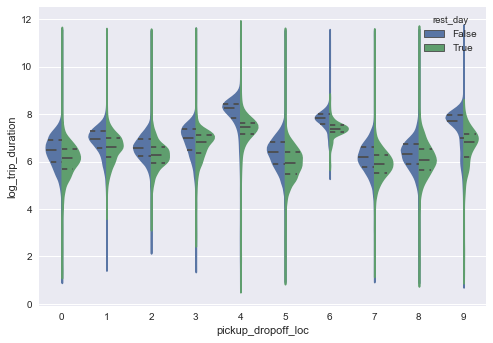 rest_day
False
True
12
10
8
6
4
2
0
log_trip_duration
0 1 2 3 4 5 6 7 8 9
pickup_dropoff_loc